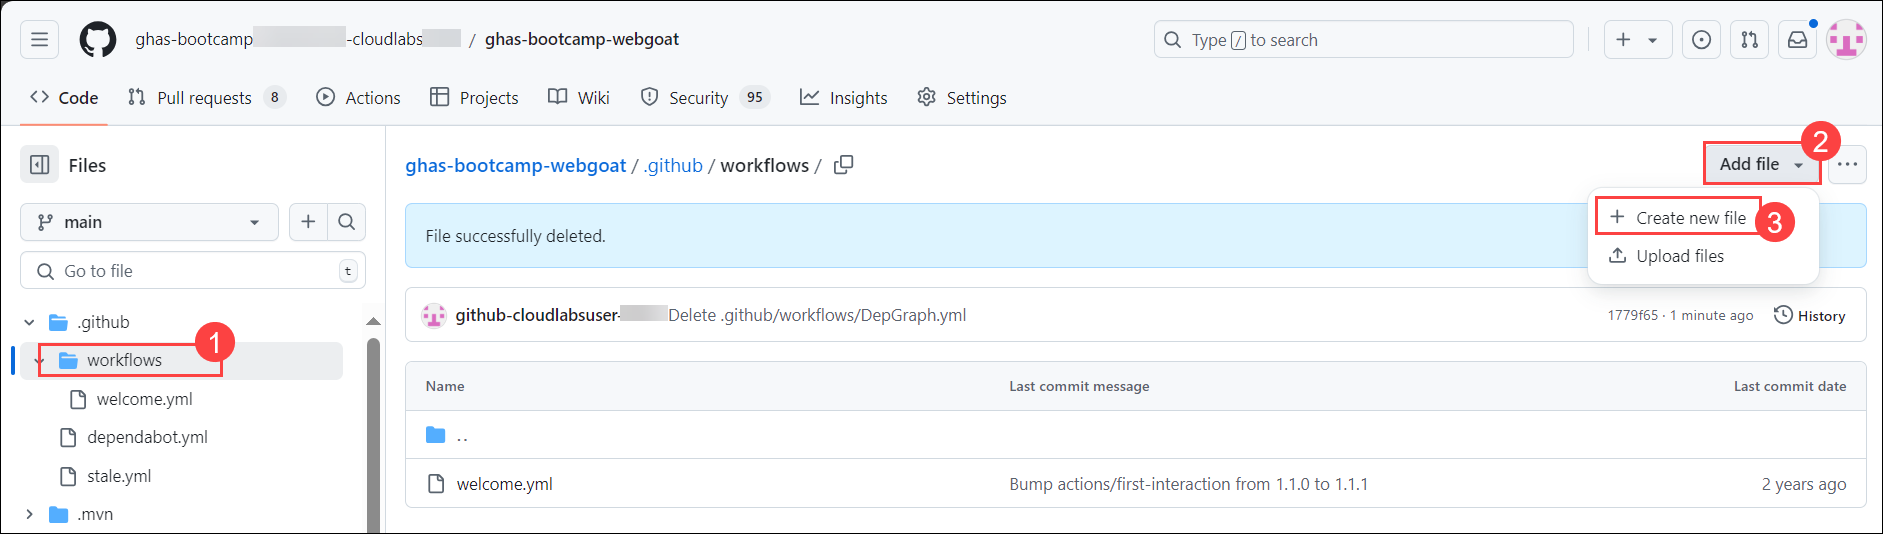 ghas-bootcamp -cloudlabs / ghas-bootcamp-webgoat
Type / to search
Code Pull requests 8 Actions Projects Wiki Security 95 Insights Settings
Files
ghas-bootcamp-webgoat / .github / workflows /
Add file
2
main
Create new file
3
File successfully deleted.
Upload files
Go to file
t
github-cloudlabsuser- Delete .github/workflows/DepGraph.yml
1779f65 · 1 minute ago
History
.github
1
workflows
Name Last commit message Last commit date
welcome.yml
dependabot.yml
..
stale.yml
welcome.yml Bump actions/first-interaction from 1.1.0 to 1.1.1 2 years ago
.mvn